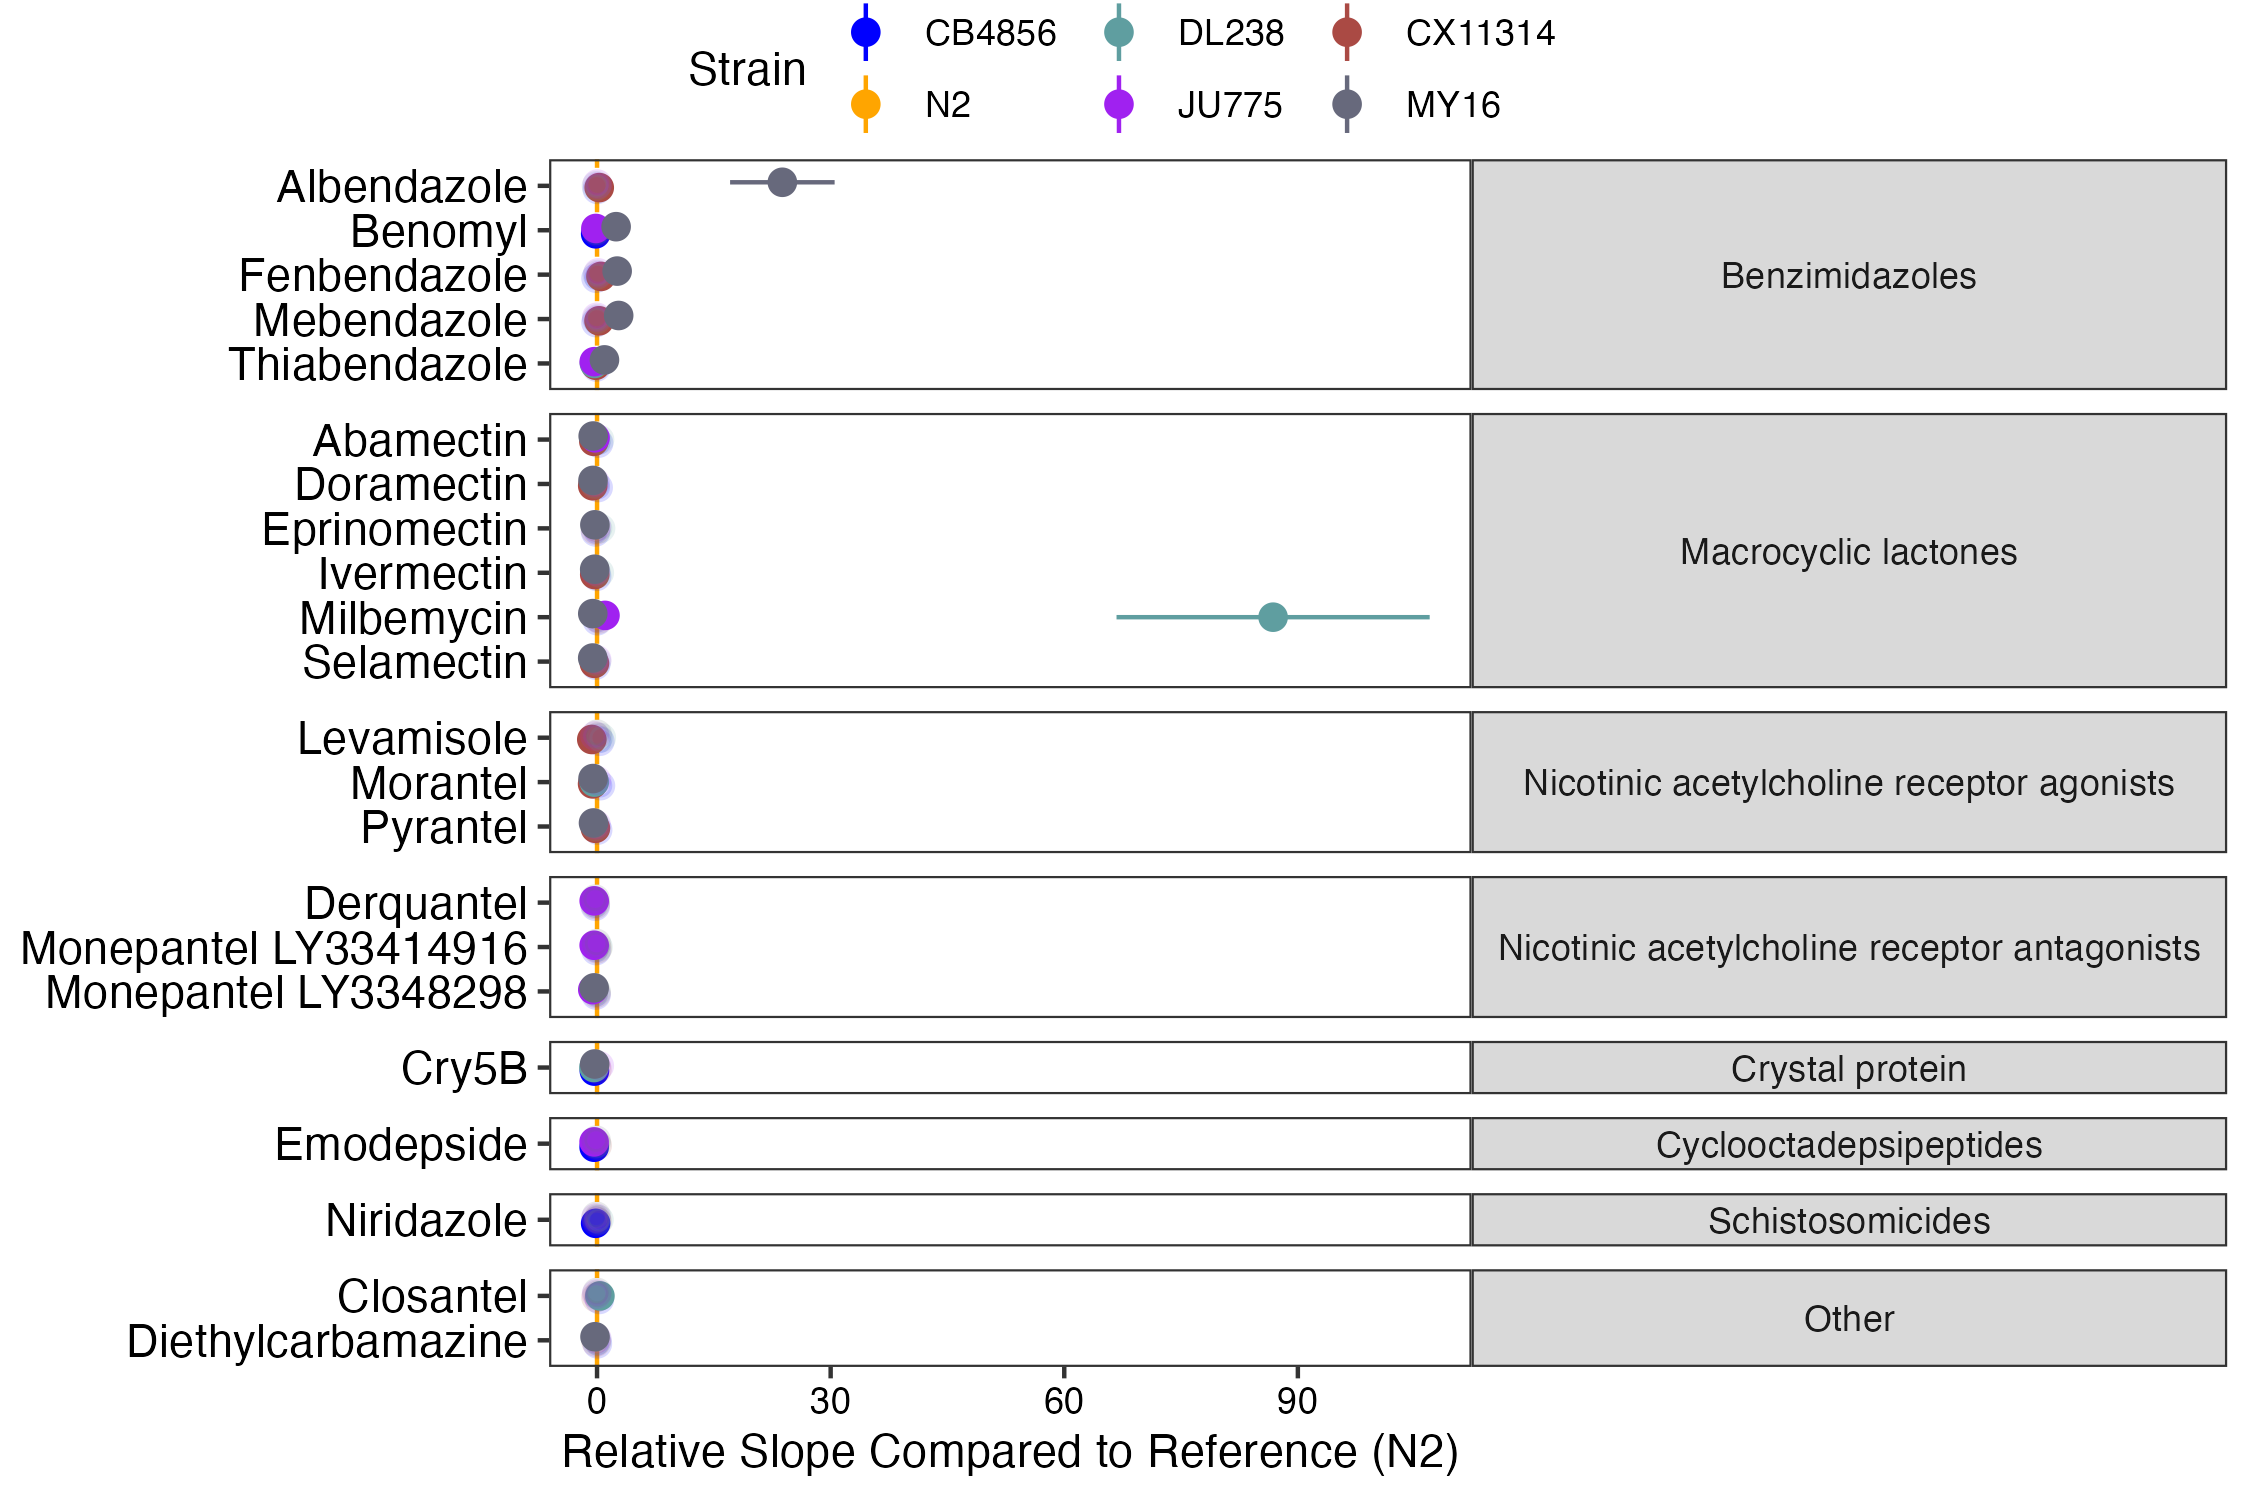 Strain
CB4856
DL238
CX11314
N2
JU775
MY16
Albendazole
Benomyl
Fenbendazole
Mebendazole
Thiabendazole
Benzimidazoles
Abamectin
Doramectin
Eprinomectin
Ivermectin
Milbemycin
Selamectin
Macrocyclic lactones
Levamisole
Morantel
Pyrantel
Nicotinic acetylcholine receptor agonists
Derquantel
Monepantel LY33414916
Monepantel LY3348298
Nicotinic acetylcholine receptor antagonists
Cry5B
Crystal protein
Emodepside
Cyclooctadepsipeptides
Niridazole
Schistosomicides
Closantel
Diethylcarbamazine
Other
0 30 60 90
Relative Slope Compared to Reference (N2)